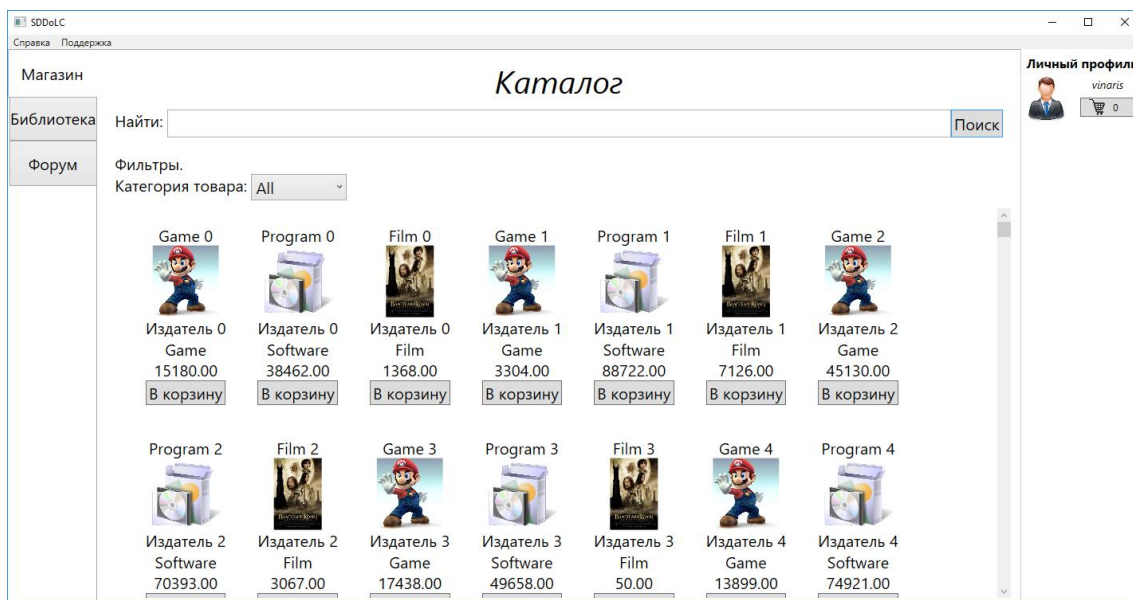 SDDoLC
Справка Поддержка
Магазин
Библиотека
Форум
Каталог
Найти: Поиск
Фильтры.
Категория товара: All
Личный профиль
vinaris
0
Game 0 Program 0 Film 0 Game 1 Program 1 Film 1 Game 2
Издатель 0 Издатель 0 Издатель 0 Издатель 1 Издатель 1 Издатель 1 Издатель 2
Game Software Film Game Software Film Game
15180.00 38462.00 1368.00 3304.00 88722.00 7126.00 45130.00
В корзину В корзину В корзину В корзину В корзину В корзину В корзину
Program 2 Film 2 Game 3 Program 3 Film 3 Game 4 Program 4
Издатель 2 Издатель 2 Издатель 3 Издатель 3 Издатель 3 Издатель 4 Издатель 4
Software Film Game Software Film Game Software
70393.00 3067.00 17438.00 49658.00 50.00 13899.00 74921.00